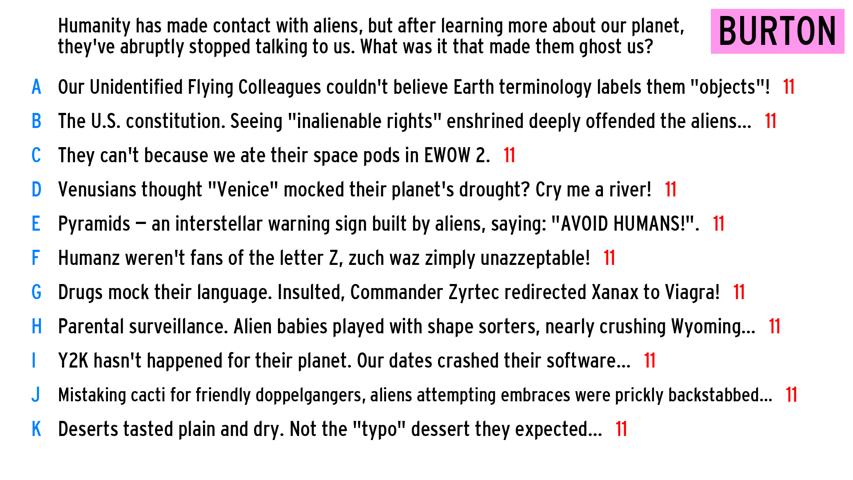 Humanity has made contact with aliens, but after learning more about our planet,
they've abruptly stopped talking to us. What was it that made them ghost us?
BURTON
A Our Unidentified Flying Colleagues couldn't believe Earth terminology labels them "objects"! 11
B The U.S. constitution. Seeing "inalienable rights" enshrined deeply offended the aliens... 11
C They can't because we ate their space pods in EWOW 2. 11
D Venusians thought "Venice" mocked their planet's drought? Cry me a river! 11
E Pyramids – an interstellar warning sign built by aliens, saying: "AVOID HUMANS!". 11
F Humanz weren't fans of the letter Z, zuch waz zimply unazzeptable! 11
G Drugs mock their language. Insulted, Commander Zyrtec redirected Xanax to Viagra! 11
H Parental surveillance. Alien babies played with shape sorters, nearly crushing Wyoming... 11
I Y2K hasn't happened for their planet. Our dates crashed their software... 11
J Mistaking cacti for friendly doppelgangers, aliens attempting embraces were prickly backstabbed... 11
K Deserts tasted plain and dry. Not the "typo" dessert they expected... 11